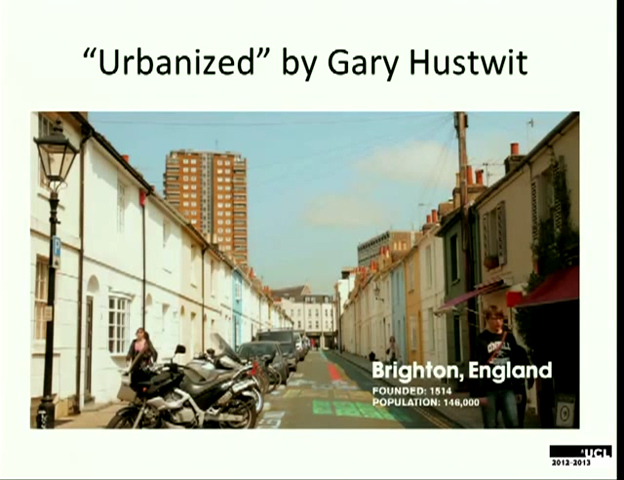 “Urbanized” by Gary Hustwit
Brighton, England
FOUNDED: 1514
POPULATION: 146,000
UCL
2012-2013